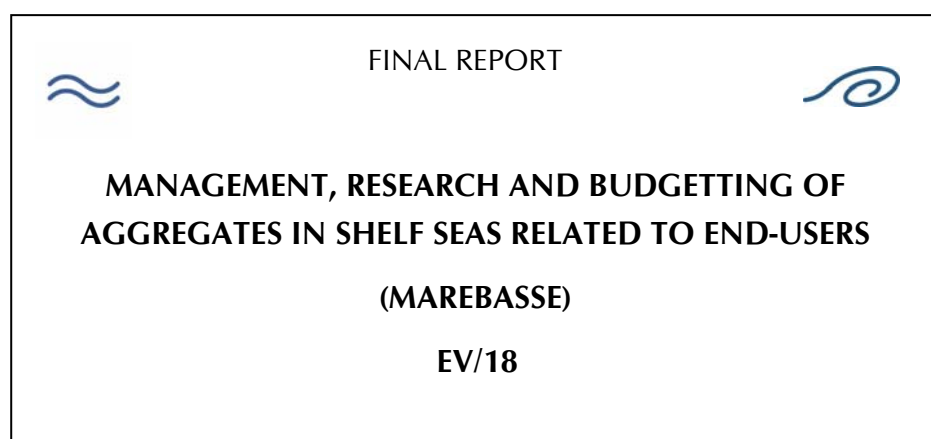 FINAL REPORT
MANAGEMENT, RESEARCH AND BUDGETTING OF
AGGREGATES IN SHELF SEAS RELATED TO END-USERS
(MAREBASSE)
EV/18